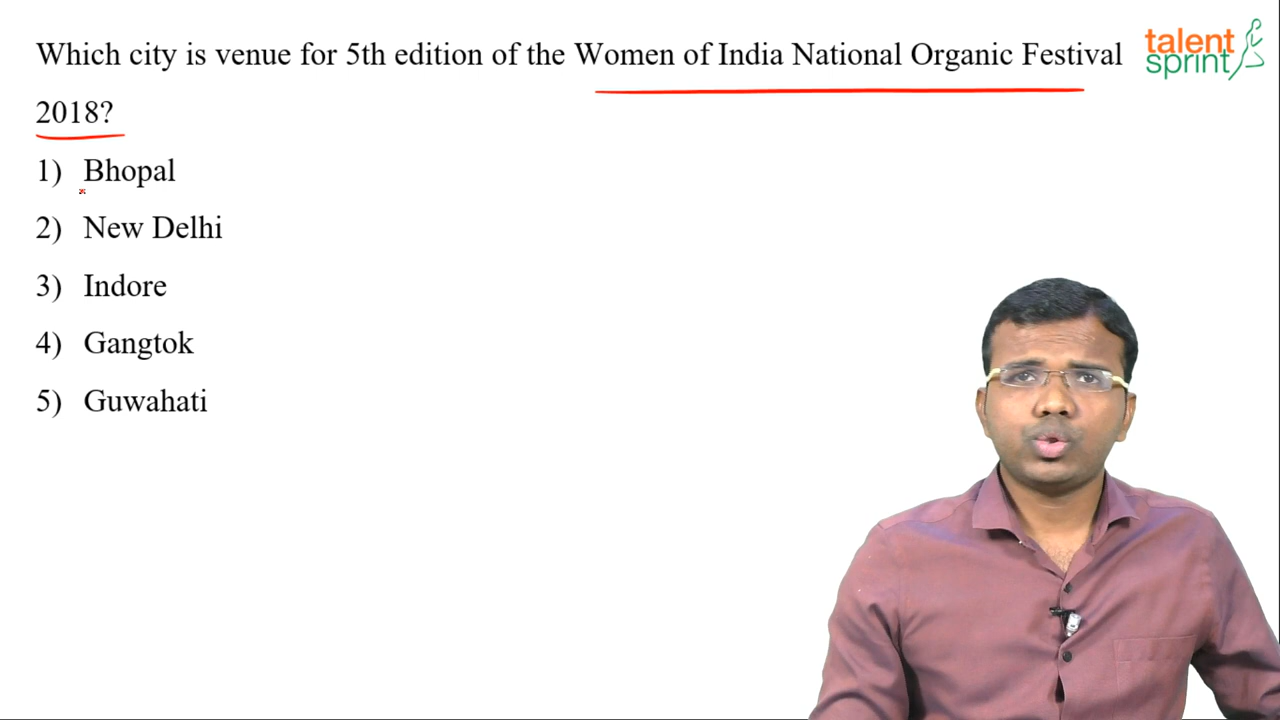 Which city is venue for 5th edition of the Women of India National Organic Festival
2018?
talent
sprint
1) Bhopal
2) New Delhi
3) Indore
4) Gangtok
5) Guwahati